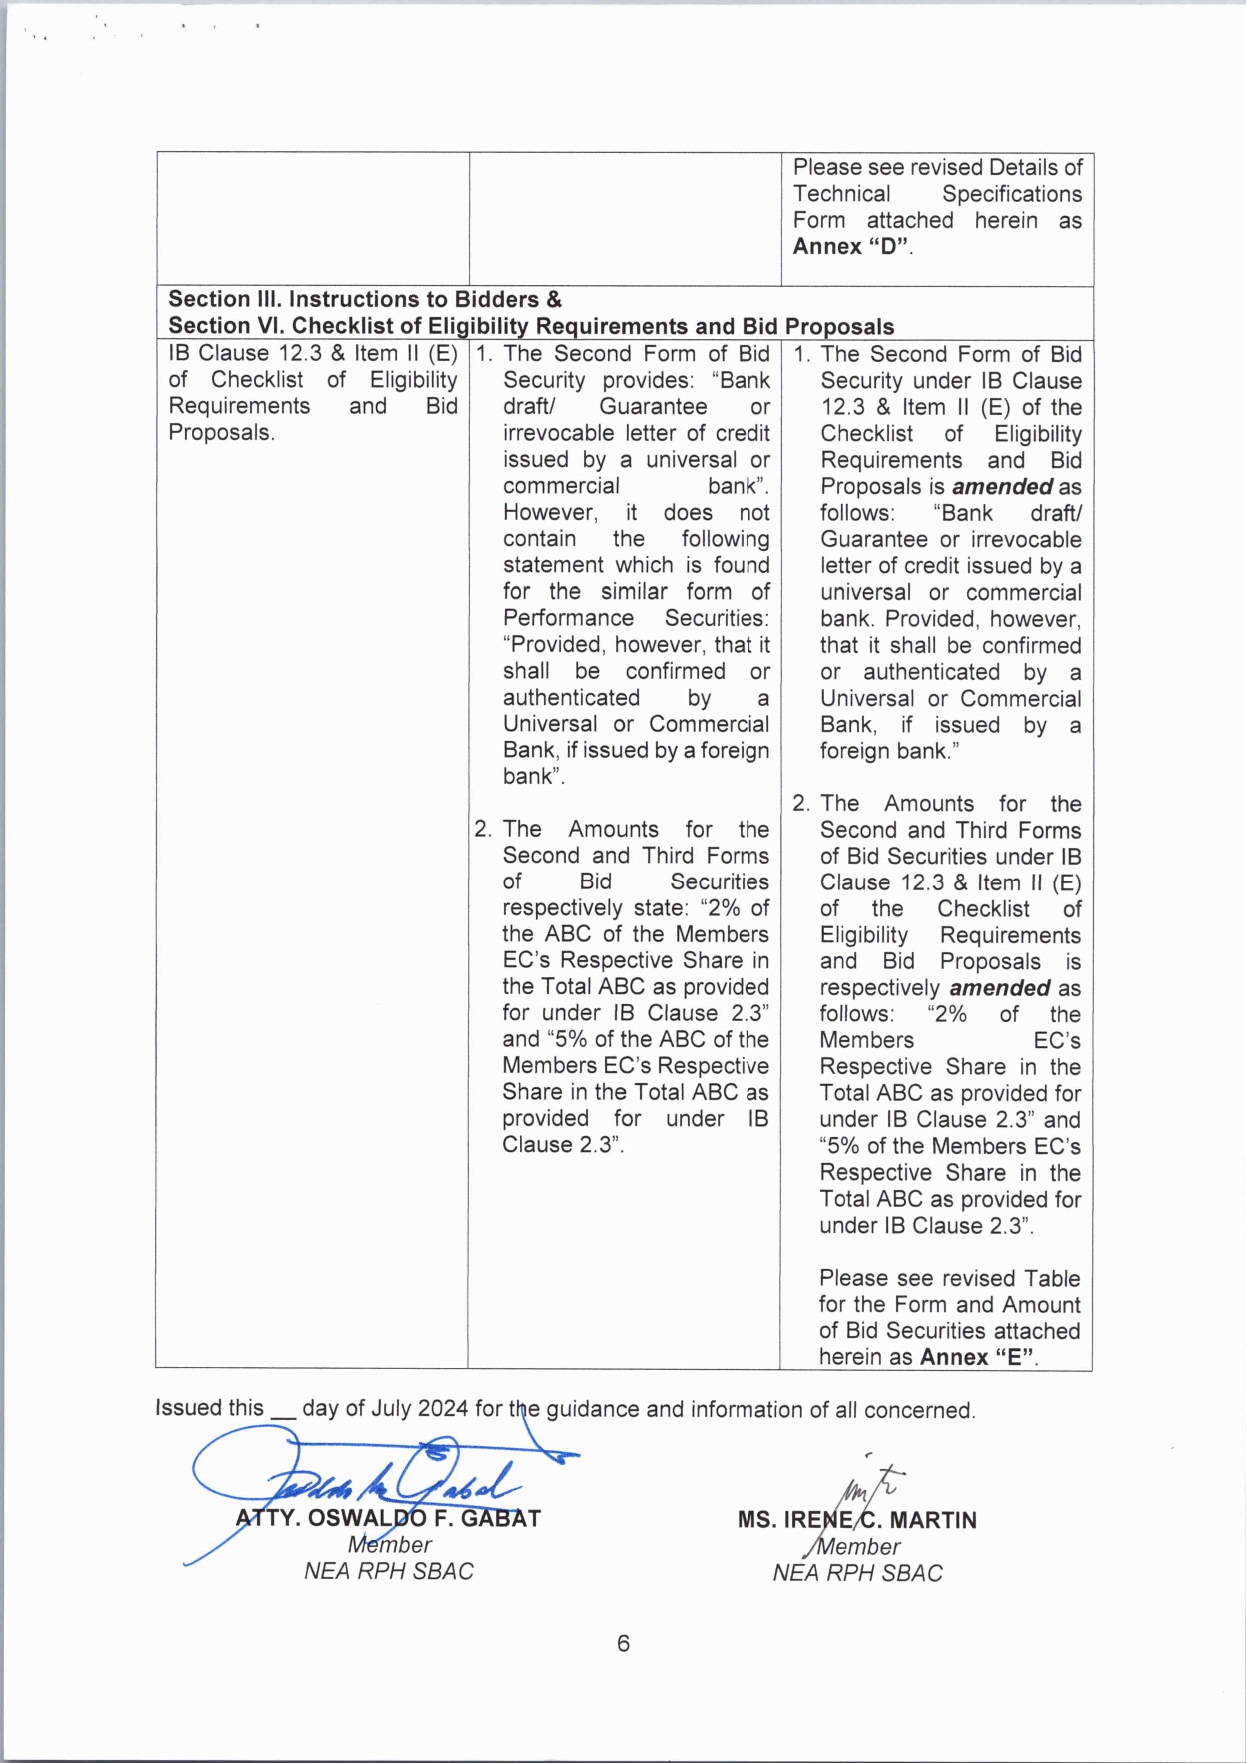 Please see revised Details of
Technical Specifications
Form attached herein as
Annex “D”.
Section III. Instructions to Bidders &
Section VI. Checklist of Eligibility Requirements and Bid Proposals
IB Clause 12.3 & Item II (E)
of Checklist of Eligibility
Requirements and Bid
Proposals.
1. The Second Form of Bid
Security provides: “Bank
draft/ Guarantee or
irrevocable letter of credit
issued by a universal or
commercial bank”.
However, it does not
contain the following
statement which is found
for the similar form of
Performance Securities:
“Provided, however, that it
shall be confirmed or
authenticated by a
Universal or Commercial
Bank, if issued by a foreign
bank”.
2. The Amounts for the
Second and Third Forms
of Bid Securities
respectively state: “2% of
the ABC of the Members
EC’s Respective Share in
the Total ABC as provided
for under IB Clause 2.3”
and “5% of the ABC of the
Members EC’s Respective
Share in the Total ABC as
provided for under IB
Clause 2.3”.
1. The Second Form of Bid
Security under IB Clause
12.3 & Item II (E) of the
Checklist of Eligibility
Requirements and Bid
Proposals is amended as
follows: “Bank draft/
Guarantee or irrevocable
letter of credit issued by a
universal or commercial
bank. Provided, however,
that it shall be confirmed
or authenticated by a
Universal or Commercial
Bank, if issued by a
foreign bank.”
2. The Amounts for the
Second and Third Forms
of Bid Securities under IB
Clause 12.3 & Item II (E)
of the Checklist of
Eligibility Requirements
and Bid Proposals is
respectively amended as
follows: “2% of the
Members EC’s
Respective Share in the
Total ABC as provided for
under IB Clause 2.3” and
“5% of the Members EC’s
Respective Share in the
Total ABC as provided for
under IB Clause 2.3”.
Please see revised Table
for the Form and Amount
of Bid Securities attached
herein as Annex “E”.
Issued this __ day of July 2024 for the guidance and information of all concerned.
ATTY. OSWALDO F. GABAT
Member
NEA RPH SBAC
MS. IRENE C. MARTIN
Member
NEA RPH SBAC
6